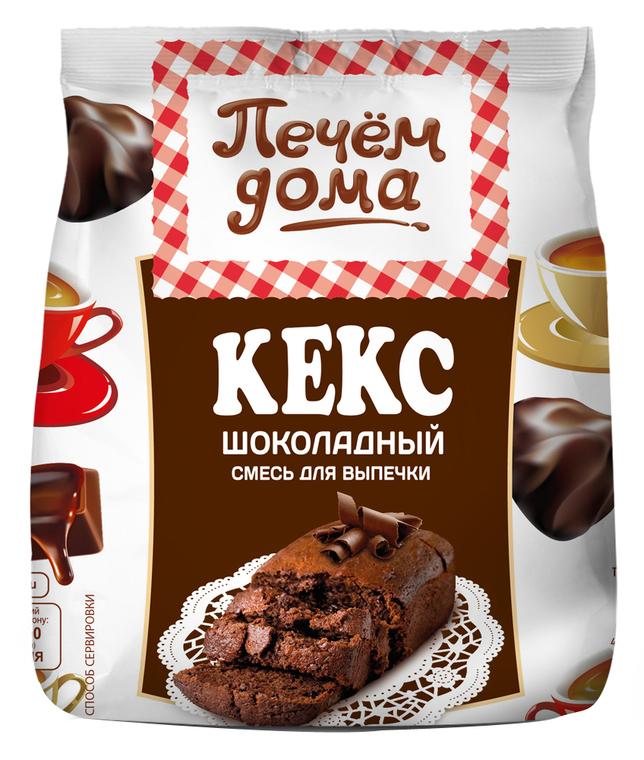 Печём
дома
КЕКС
ШОКОЛАДНЫЙ
СМЕСЬ ДЛЯ ВЫПЕЧКИ
СПОСОБ СЕРВИРОВКИ